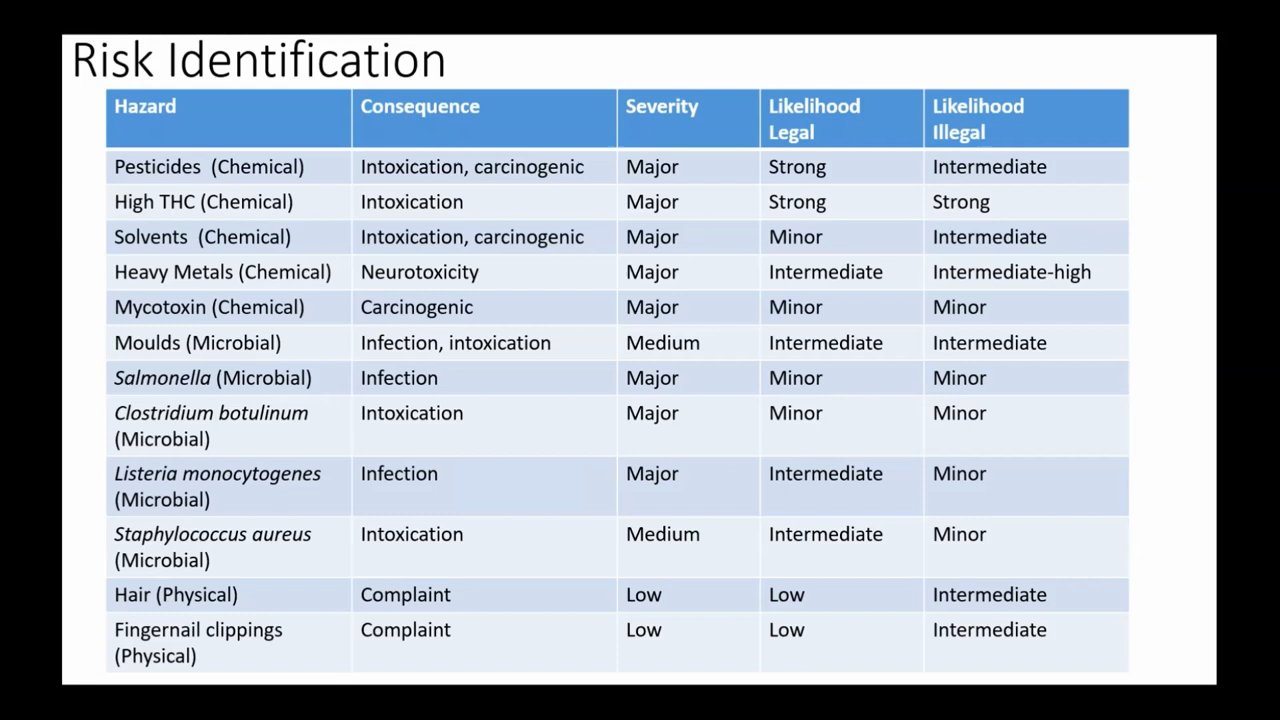 Risk Identification
Hazard Consequence Severity Likelihood Legal Likelihood Illegal
Pesticides (Chemical) Intoxication, carcinogenic Major Strong Intermediate
High THC (Chemical) Intoxication Major Strong Strong
Solvents (Chemical) Intoxication, carcinogenic Major Minor Intermediate
Heavy Metals (Chemical) Neurotoxicity Major Intermediate Intermediate-high
Mycotoxin (Chemical) Carcinogenic Major Minor Minor
Moulds (Microbial) Infection, intoxication Medium Intermediate Intermediate
Salmonella (Microbial) Infection Major Minor Minor
Clostridium botulinum (Microbial) Intoxication Major Minor Minor
Listeria monocytogenes (Microbial) Infection Major Intermediate Minor
Staphylococcus aureus (Microbial) Intoxication Medium Intermediate Minor
Hair (Physical) Complaint Low Low Intermediate
Fingernail clippings (Physical) Complaint Low Low Intermediate